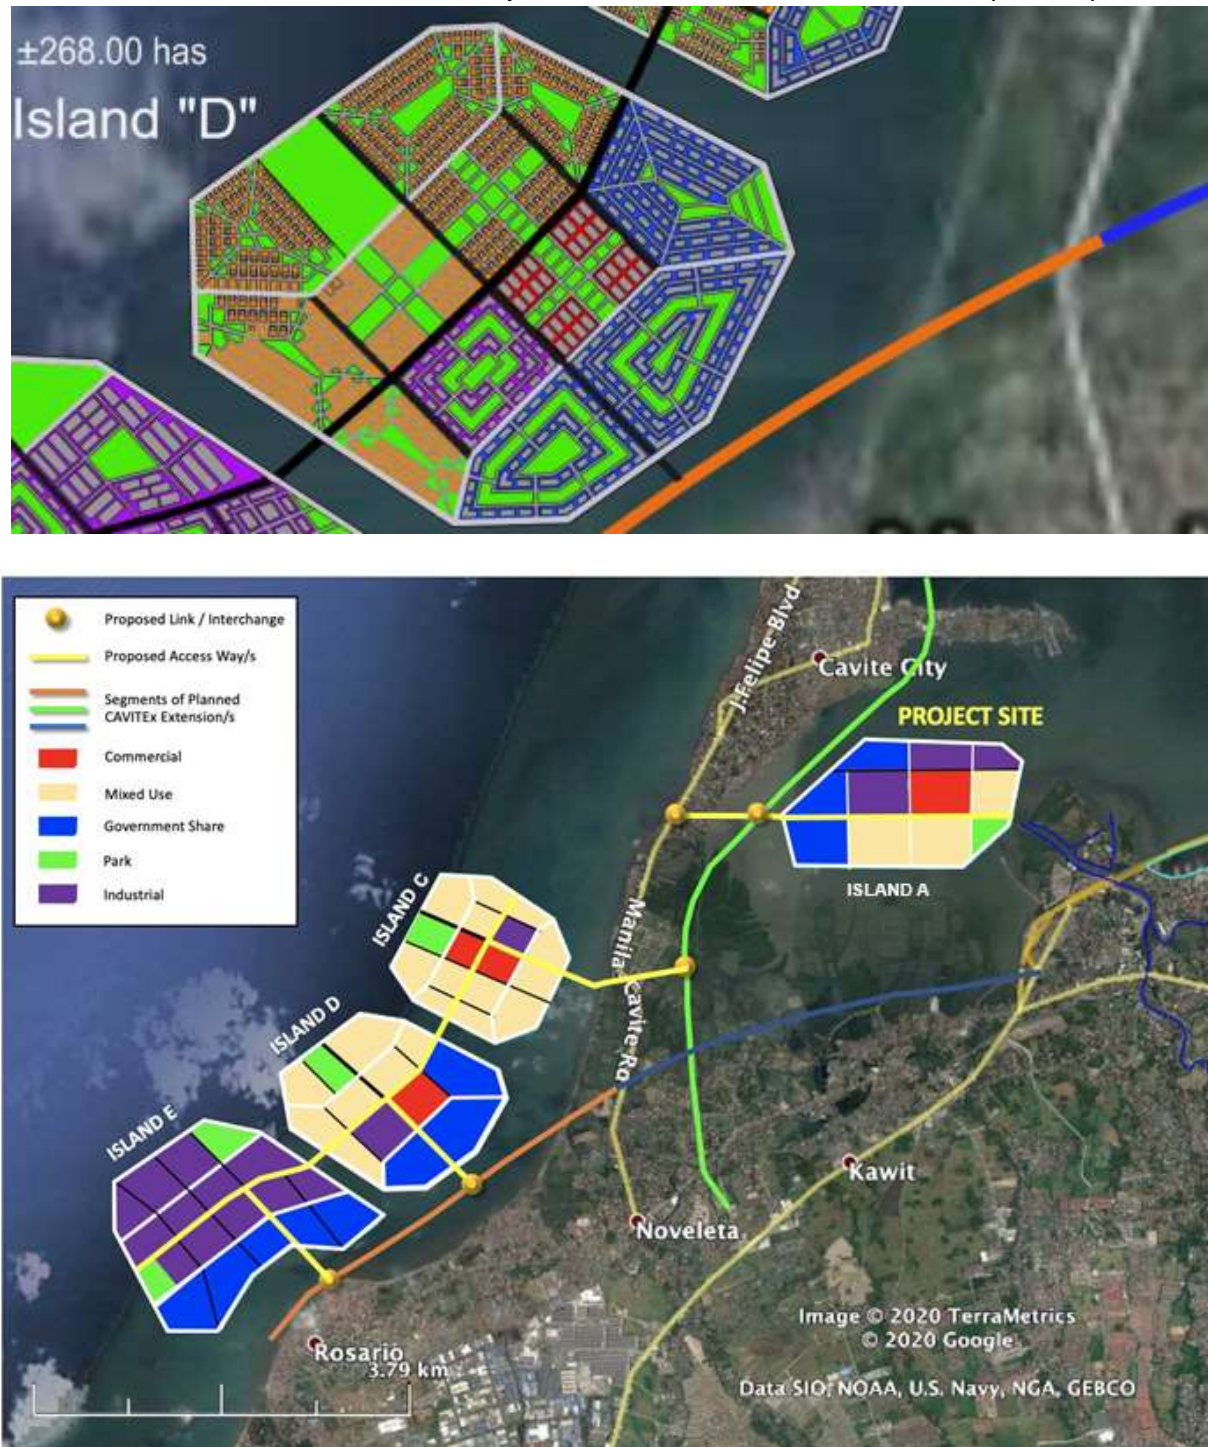 ±268.00 has
Island "D"
Proposed Link / Interchange
Proposed Access Way/s
Segments of Planned
CAVITEx Extension/s
Commercial
Mixed Use
Government Share
Park
Industrial
J.Felipe Blvd
Cavite City
PROJECT SITE
ISLAND A
ISLAND C
Manila-Cavite Rd
ISLAND D
ISLAND E
Kawit
Noveleta
Rosario
3.79 km
Image © 2020 TerraMetrics
© 2020 Google
Data SIO, NOAA, U.S. Navy, NGA, GEBCO